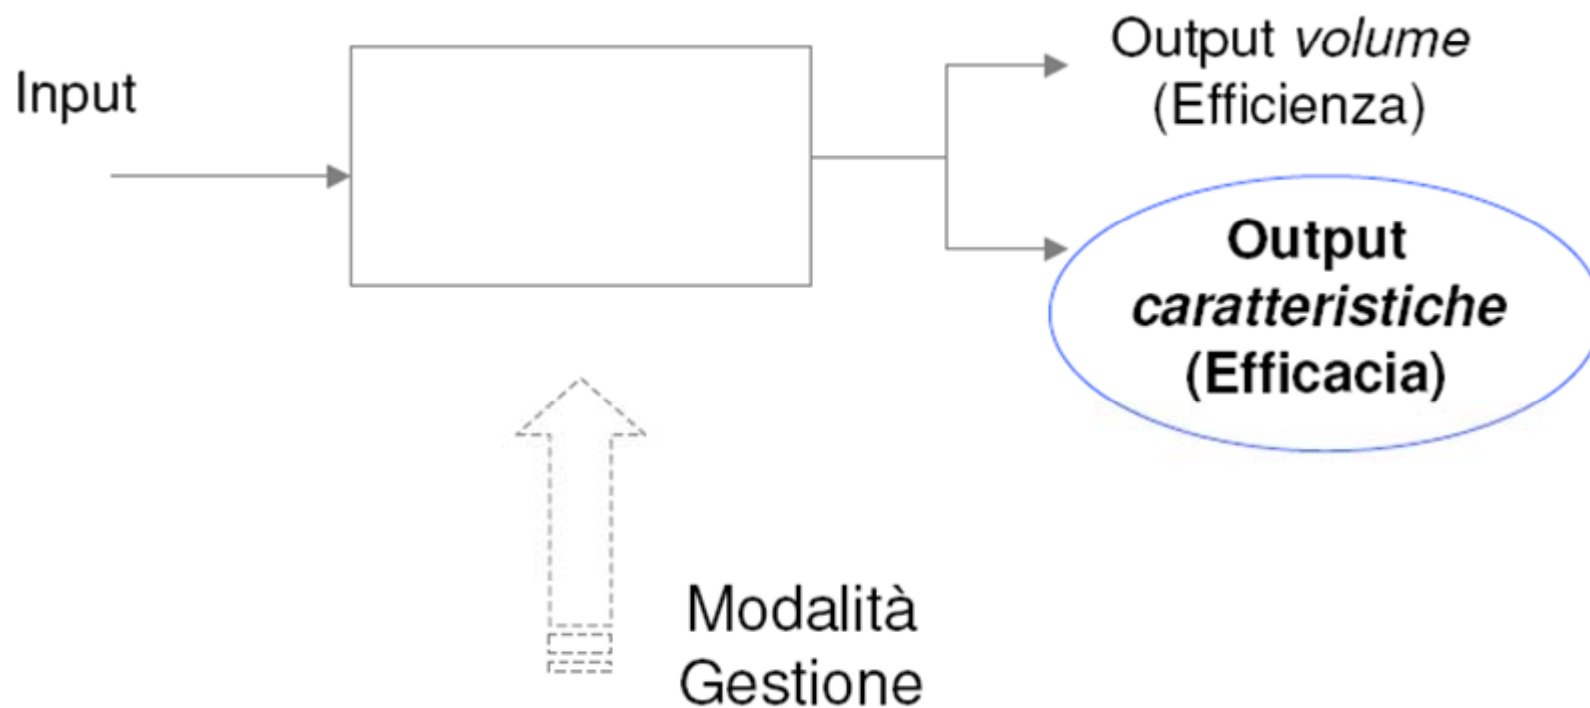 Input
Output volume
(Efficienza)
Output
caratteristiche
(Efficacia)
Modalità
Gestione